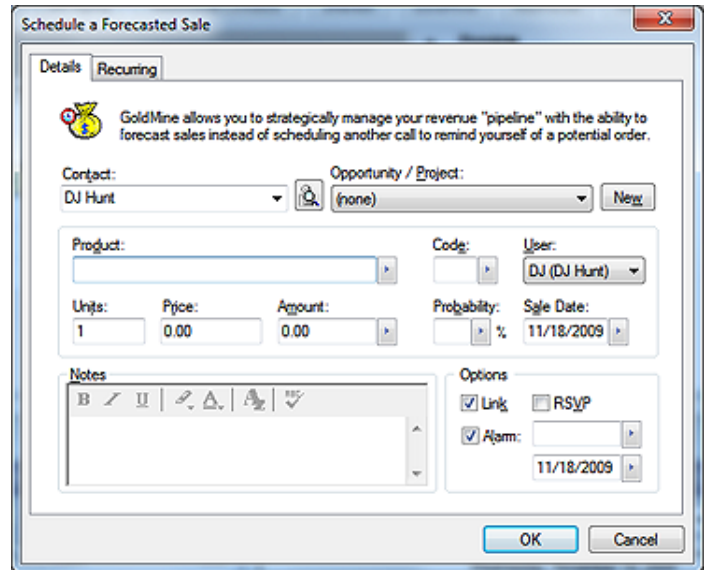 Schedule a Forecasted Sale
Details Recurring
GoldMine allows you to strategically manage your revenue "pipeline" with the ability to
forecast sales instead of scheduling another call to remind yourself of a potential order.
Contact: Opportunity / Project:
DJ Hunt (none) New
Product: Code: User:
DJ (DJ Hunt)
Units: Price: Amount: Probability: Sale Date:
1 0.00 0.00 % 11/18/2009
Notes Options
B I U A A Z ABC Link RSVP
Alarm:
11/18/2009
OK Cancel